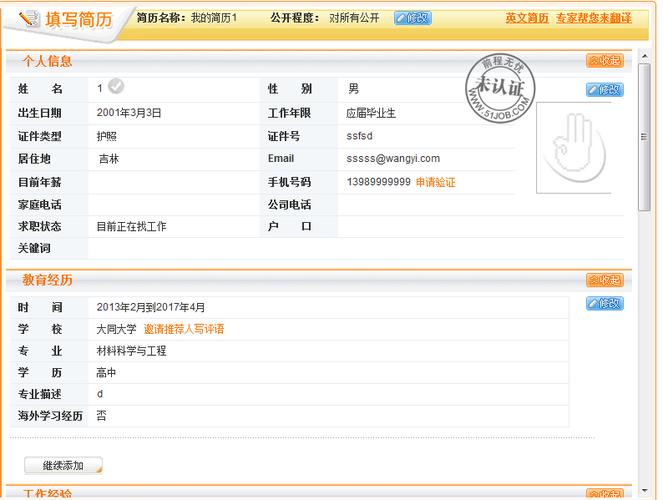 填写简历 简历名称: 我的简历1 公开程度: 对所有公开 修改 英文简历 专家帮您来翻译
个人信息 收起
姓 名 1 性 别 男 修改
前程无忧
未认证
WWW.51JOB.COM
出生日期 2001年3月3日 工作年限 应届毕业生
证件类型 护照 证件号 ssfsd
居住地 吉林 Email sssss@wangyi.com
目前年薪 手机号码 13989999999 申请验证
家庭电话 公司电话
求职状态 目前正在找工作 户 口
关键词
教育经历 收起
时 间 2013年2月到2017年4月 修改
学 校 大同大学 邀请推荐人写评语
专 业 材料科学与工程
学 历 高中
专业描述 d
海外学习经历 否
继续添加
工作经验 收起